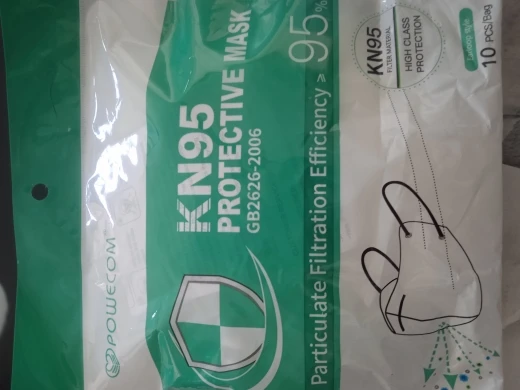 POWECOM
KN95
PROTECTIVE MASK
GB2626-2006
Particulate Filtration Efficiency ≥ 95%
KN95
FILTER MATERIAL
HIGH CLASS
PROTECTION
10 PCS/Bag